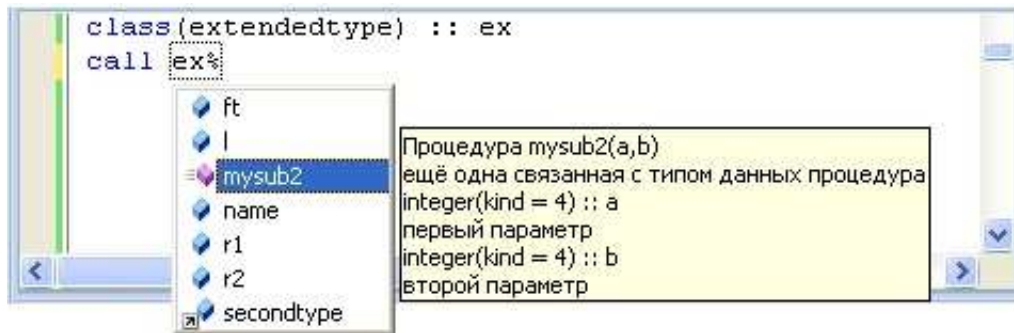 class(extendedtype) :: ex
call ex%
ft
l
mysub2
name
r1
r2
secondtype
Процедура mysub2(a,b)
ещё одна связанная с типом данных процедура
integer(kind = 4) :: a
первый параметр
integer(kind = 4) :: b
второй параметр